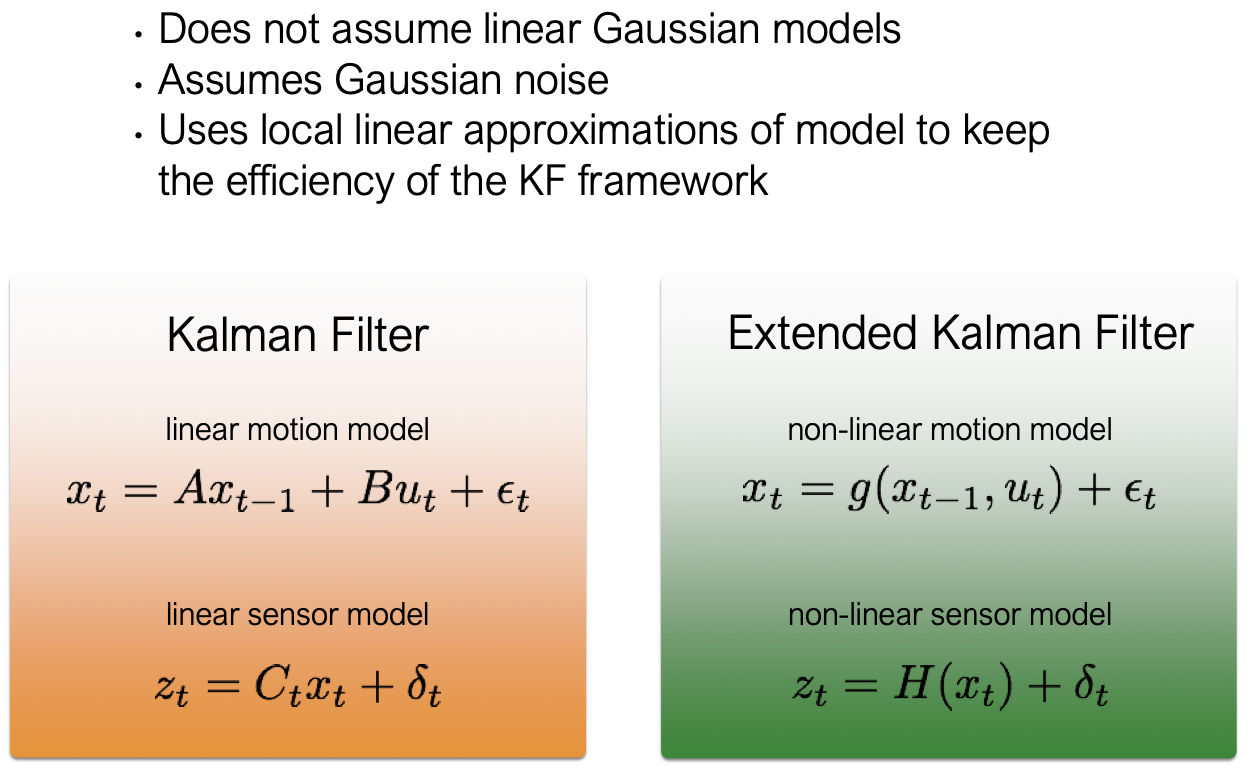 • Does not assume linear Gaussian models
• Assumes Gaussian noise
• Uses local linear approximations of model to keep
the efficiency of the KF framework
Kalman Filter
linear motion model
x_t = Ax_{t-1} + Bu_t + ϵ_t
linear sensor model
z_t = C_t x_t + δ_t
Extended Kalman Filter
non-linear motion model
x_t = g(x_{t-1}, u_t) + ϵ_t
non-linear sensor model
z_t = H(x_t) + δ_t